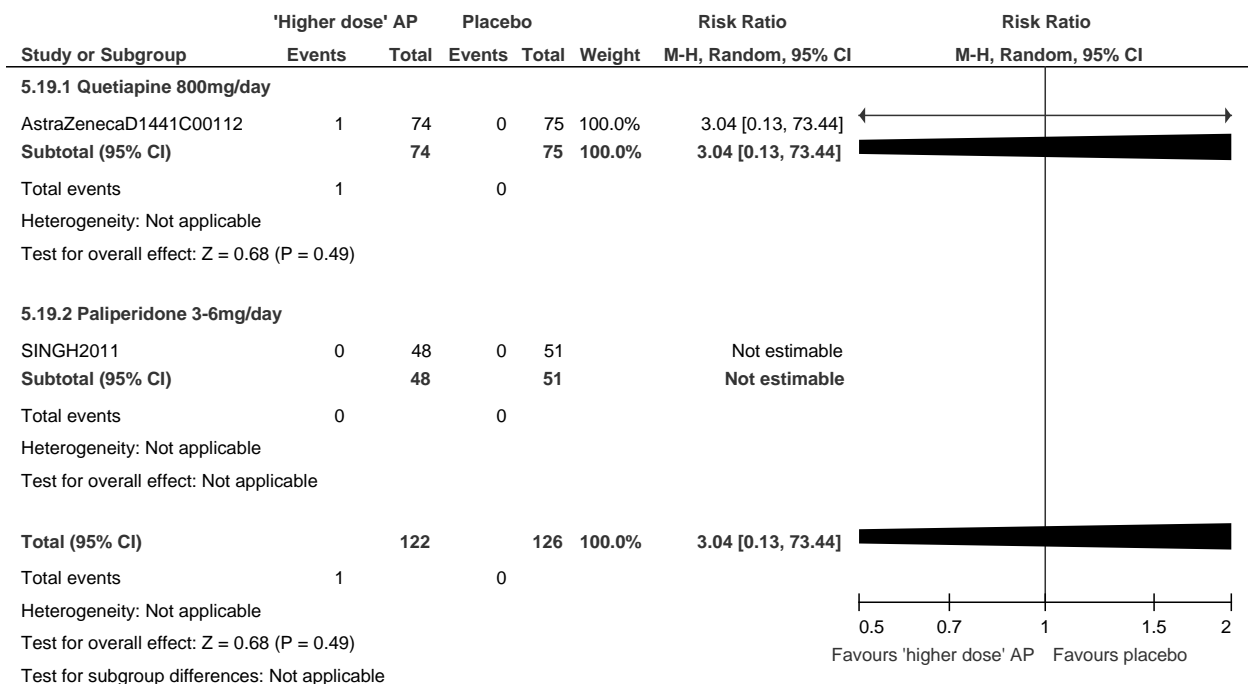 'Higher dose' AP Placebo Risk Ratio Risk Ratio
Study or Subgroup Events Total Events Total Weight M-H, Random, 95% CI M-H, Random, 95% CI
5.19.1 Quetiapine 800mg/day
AstraZenecaD1441C00112 1 74 0 75 100.0% 3.04 [0.13, 73.44]
Subtotal (95% CI) 74 75 100.0% 3.04 [0.13, 73.44]
Total events 1 0
Heterogeneity: Not applicable
Test for overall effect: Z = 0.68 (P = 0.49)
5.19.2 Paliperidone 3-6mg/day
SINGH2011 0 48 0 51 Not estimable
Subtotal (95% CI) 48 51 Not estimable
Total events 0 0
Heterogeneity: Not applicable
Test for overall effect: Not applicable
Total (95% CI) 122 126 100.0% 3.04 [0.13, 73.44]
Total events 1 0
Heterogeneity: Not applicable
Test for overall effect: Z = 0.68 (P = 0.49)
Test for subgroup differences: Not applicable
0.5 0.7 1 1.5 2
Favours 'higher dose' AP Favours placebo